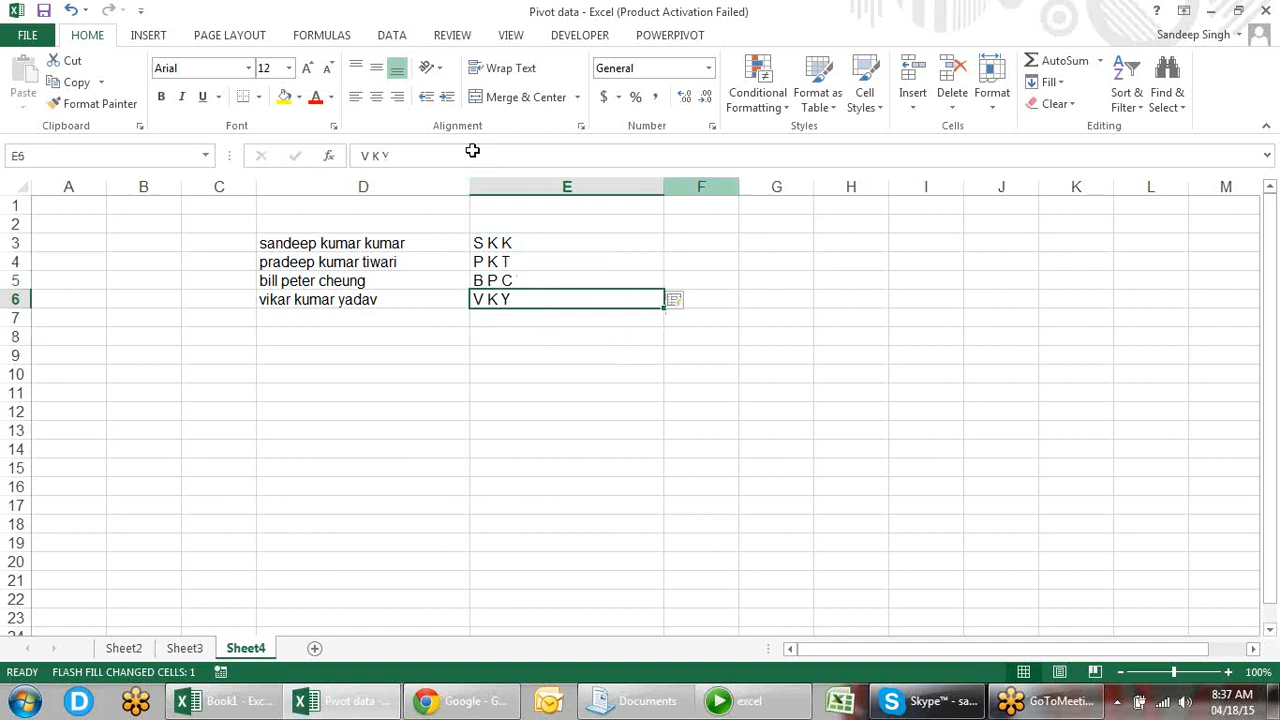 Pivot data - Excel (Product Activation Failed)
?
FILE HOME INSERT PAGE LAYOUT FORMULAS DATA REVIEW VIEW DEVELOPER POWERPIVOT Sandeep Singh
Paste
Cut
Copy
Format Painter
Clipboard
Arial 12
B I U A
Font
Wrap Text
Merge & Center
Alignment
General
$ % ,
Number
Conditional Formatting
Format as Table
Cell Styles
Styles
Insert Delete Format
Cells
AutoSum
Fill
Clear
Sort & Filter
Find & Select
Editing
E6 fx V K Y
A B C D E F G H I J K L M
1
2
3 sandeep kumar kumar S K K
4 pradeep kumar tiwari P K T
5 bill peter cheung B P C
6 vikar kumar yadav V K Y
7
8
9
10
11
12
13
14
15
16
17
18
19
20
21
22
23
24
Sheet2 Sheet3 Sheet4
READY FLASH FILL CHANGED CELLS: 1 100%
Book1 - Exc... Pivot data -... Google - G... Documents excel Skype™ - sa... GoToMeeti... 8:37 AM
04/18/15